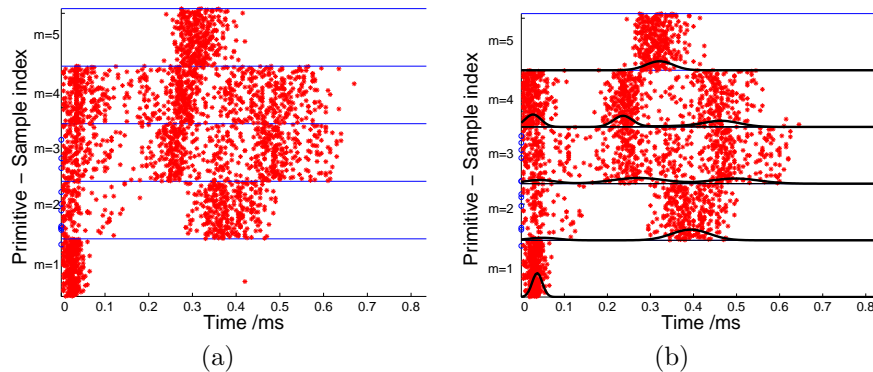 Primitive – Sample index
m=5
m=4
m=3
m=2
m=1
0 0.1 0.2 0.3 0.4 0.5 0.6 0.7 0.8
Time /ms
(a)
Primitive – Sample index
m=5
m=4
m=3
m=2
m=1
0 0.1 0.2 0.3 0.4 0.5 0.6 0.7 0.8
Time /ms
(b)